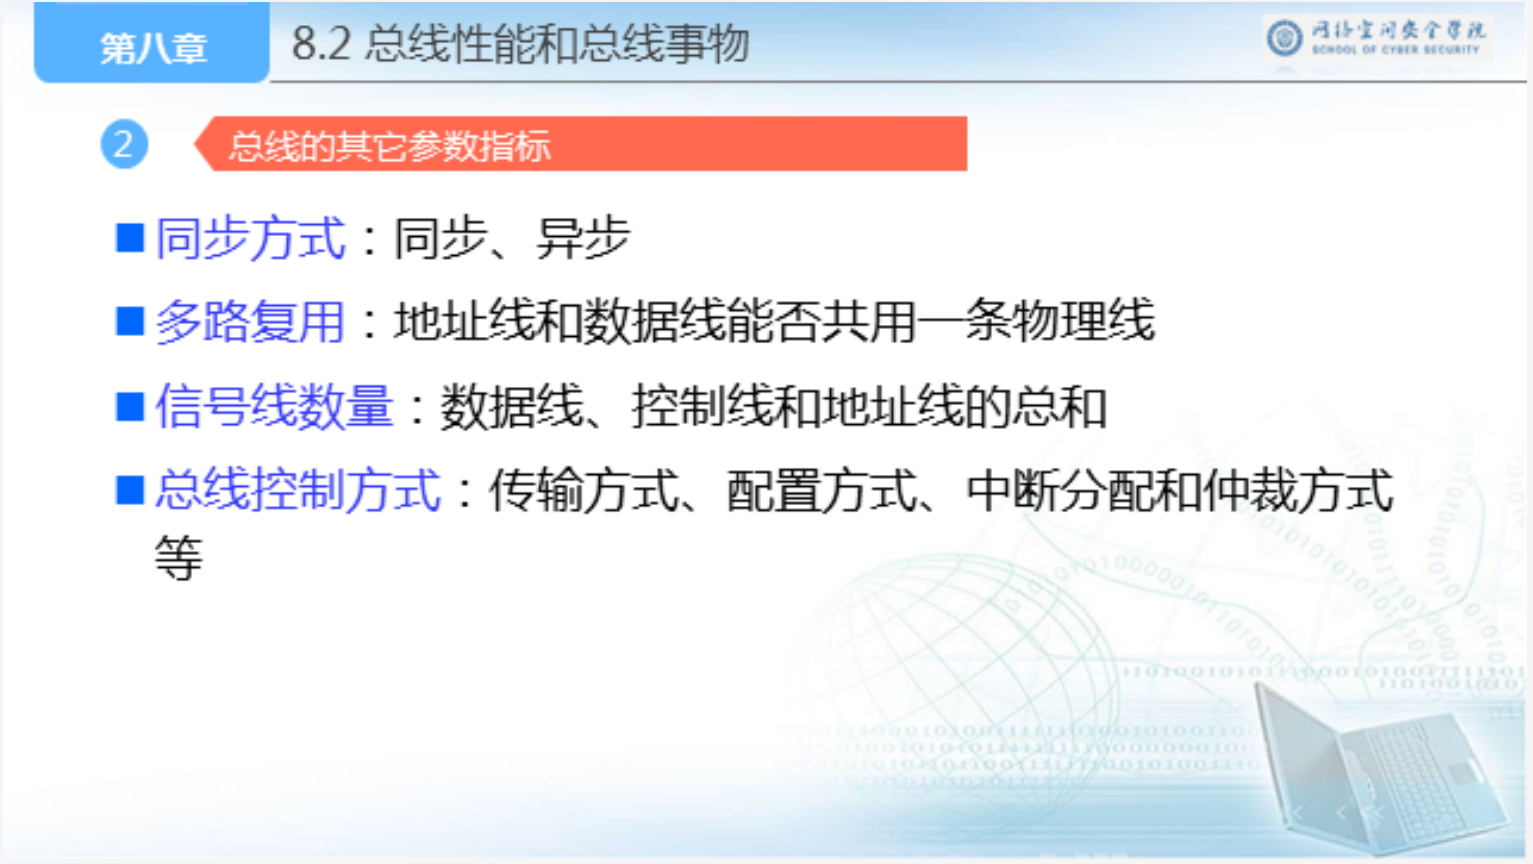 第八章
8.2 总线性能和总线事物
网络空间安全学院
SCHOOL OF CYBER SECURITY
2
总线的其它参数指标
■ 同步方式：同步、异步
■ 多路复用：地址线和数据线能否共用一条物理线
■ 信号线数量：数据线、控制线和地址线的总和
■ 总线控制方式：传输方式、配置方式、中断分配和仲裁方式
等